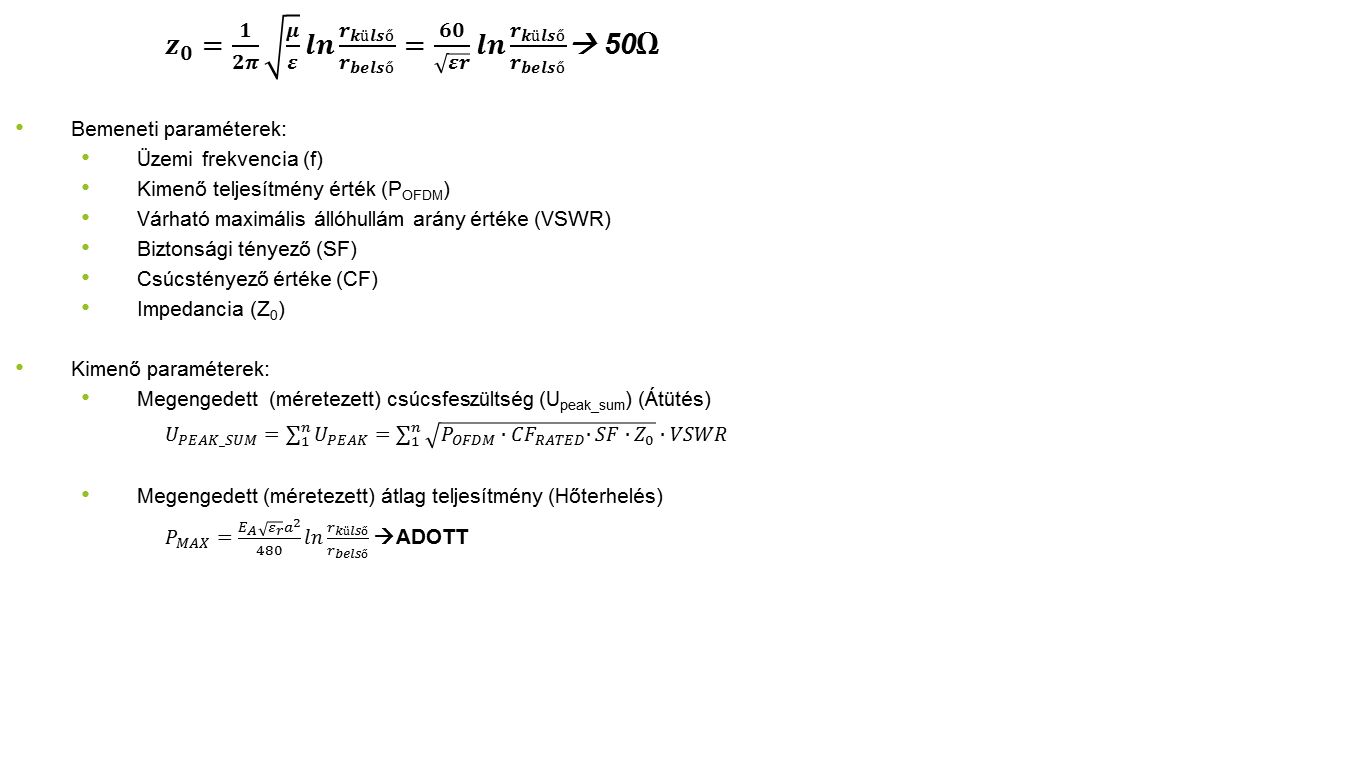 z₀ = 1/2π √(μ/ε) ln r_külső/r_belső = 60/√εr ln r_külső/r_belső → 50Ω
• Bemeneti paraméterek:
• Üzemi frekvencia (f)
• Kimenő teljesítmény érték (P_OFDM)
• Várható maximális állóhullám arány értéke (VSWR)
• Biztonsági tényező (SF)
• Csúcstényező értéke (CF)
• Impedancia (Z₀)
• Kimenő paraméterek:
• Megengedett (méretezett) csúcsfeszültség (U_peak_sum) (Átütés)
U_PEAK_SUM = ∑₁ⁿ U_PEAK = ∑₁ⁿ √(P_OFDM · CF_RATED · SF · Z₀) · VSWR
• Megengedett (méretezett) átlag teljesítmény (Hőterhelés)
P_MAX = E_A√ε_r a²/480 ln r_külső/r_belső → ADOTT